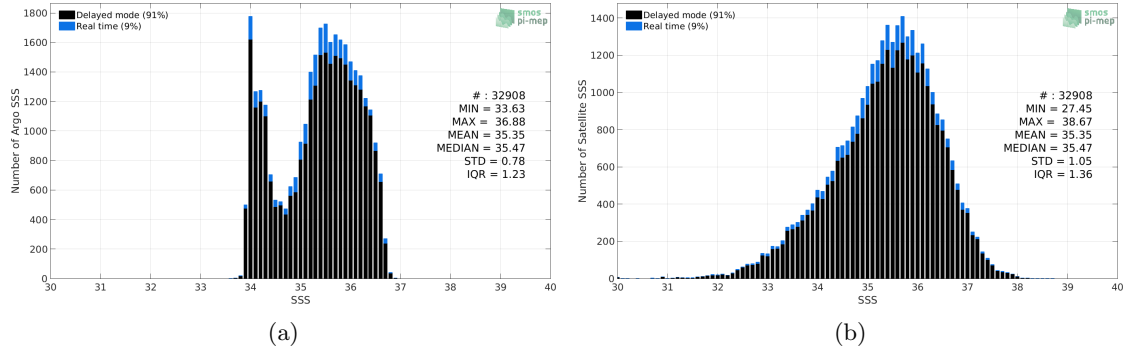 Delayed mode (91%)
Real time (9%)
smos
pi-mep
Number of Argo SSS
1800
1600
1400
1200
1000
800
600
400
200
0
# : 32908
MIN = 33.63
MAX = 36.88
MEAN = 35.35
MEDIAN = 35.47
STD = 0.78
IQR = 1.23
30 31 32 33 34 35 36 37 38 39 40
SSS
(a)
Delayed mode (91%)
Real time (9%)
smos
pi-mep
Number of Satellite SSS
1400
1200
1000
800
600
400
200
0
# : 32908
MIN = 27.45
MAX = 38.67
MEAN = 35.35
MEDIAN = 35.47
STD = 1.05
IQR = 1.36
30 31 32 33 34 35 36 37 38 39 40
SSS
(b)